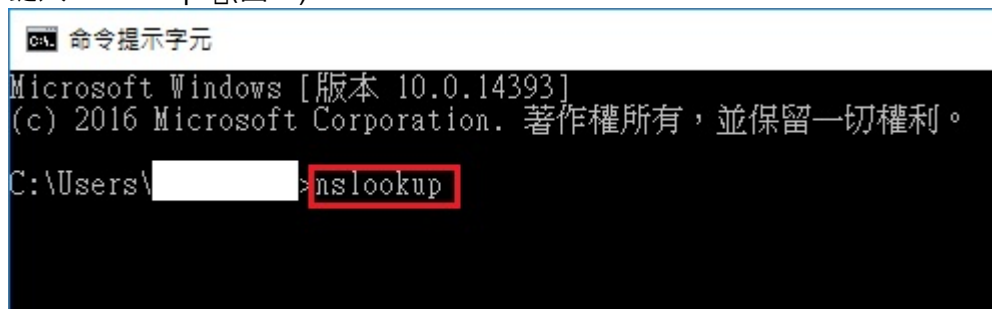 命令提示字元
Microsoft Windows [版本 10.0.14393]
(c) 2016 Microsoft Corporation. 著作權所有，並保留一切權利。
C:\Users\ >nslookup